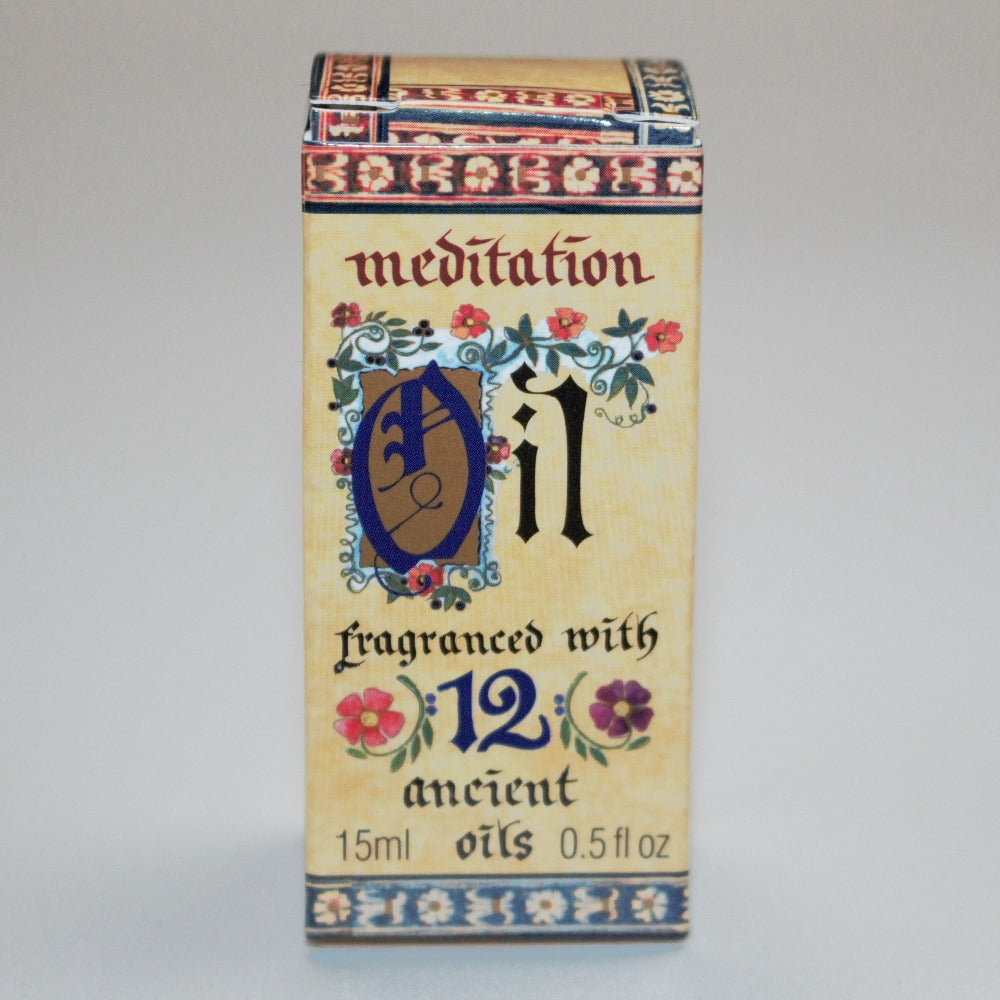 meditation
Oil
fragranced with
12
ancient
15ml oils 0.5 fl oz